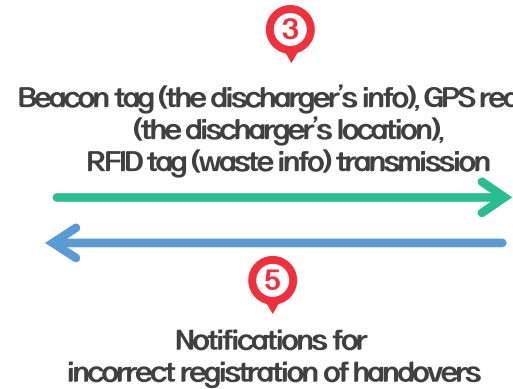 3
Beacon tag (the discharger's info), GPS
(the discharger's location),
RFID tag (waste info) transmission
5
Notifications for
incorrect registration of handovers